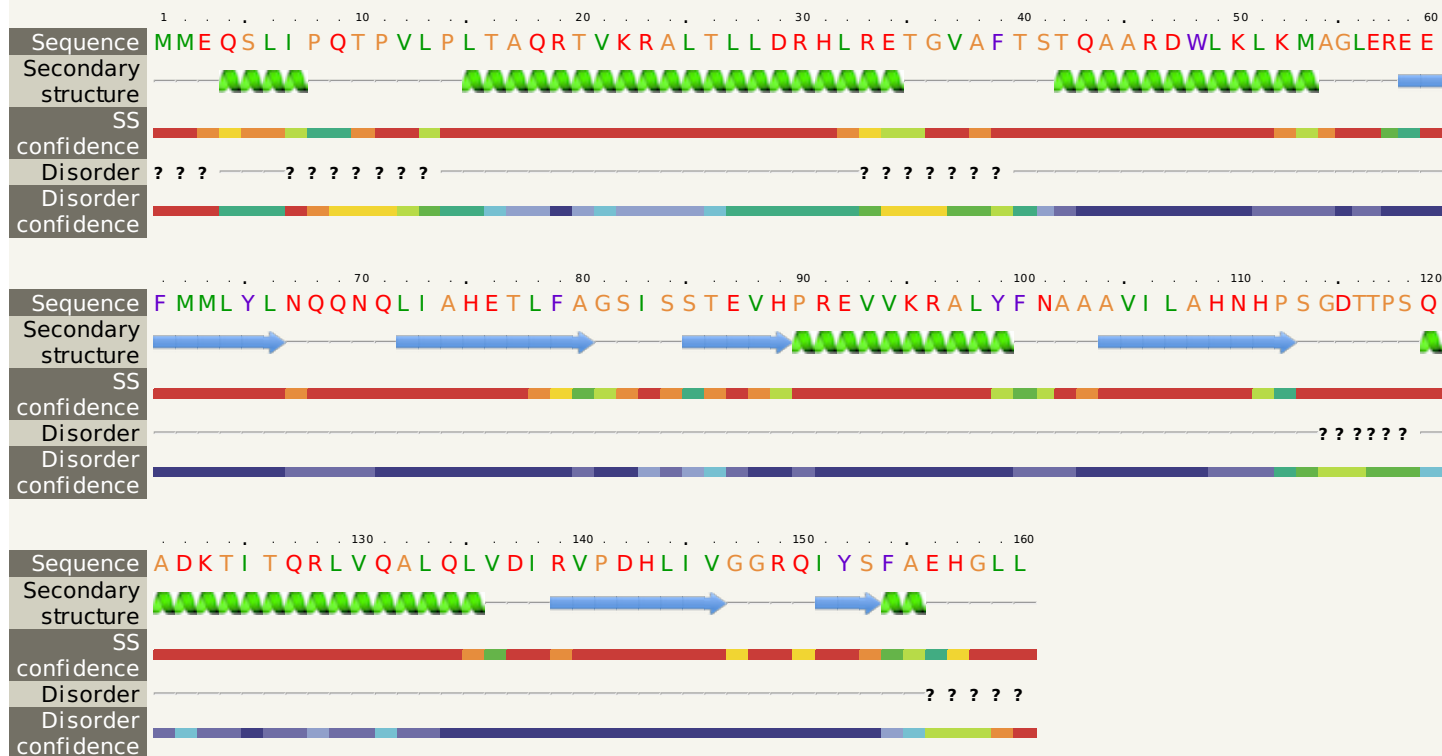 1 10 20 30 40 50 60
Sequence MMEQSLIPQTPVLPLTAQRTVKRALTLLDRHLRETGVAFTSTQAARDWLKLKMAGLEREE
Secondary
structure
SS
confidence
Disorder ? ? ? ? ? ? ? ? ? ? ? ? ? ? ? ? ?
Disorder
confidence
70 80 90 100 110 120
Sequence FMMLYLNQQNQLIAHETLFAGSISSTEVHPREVVKRALYFNAAAVILAHNHPSGDTTPSQ
Secondary
structure
SS
confidence
Disorder ? ? ? ? ?
Disorder
confidence
130 140 150 160
Sequence ADKTITQRLVQALQLVDIRVPDHLIVGGRQIYSFAEHGLL
Secondary
structure
SS
confidence
Disorder ? ? ? ? ?
Disorder
confidence